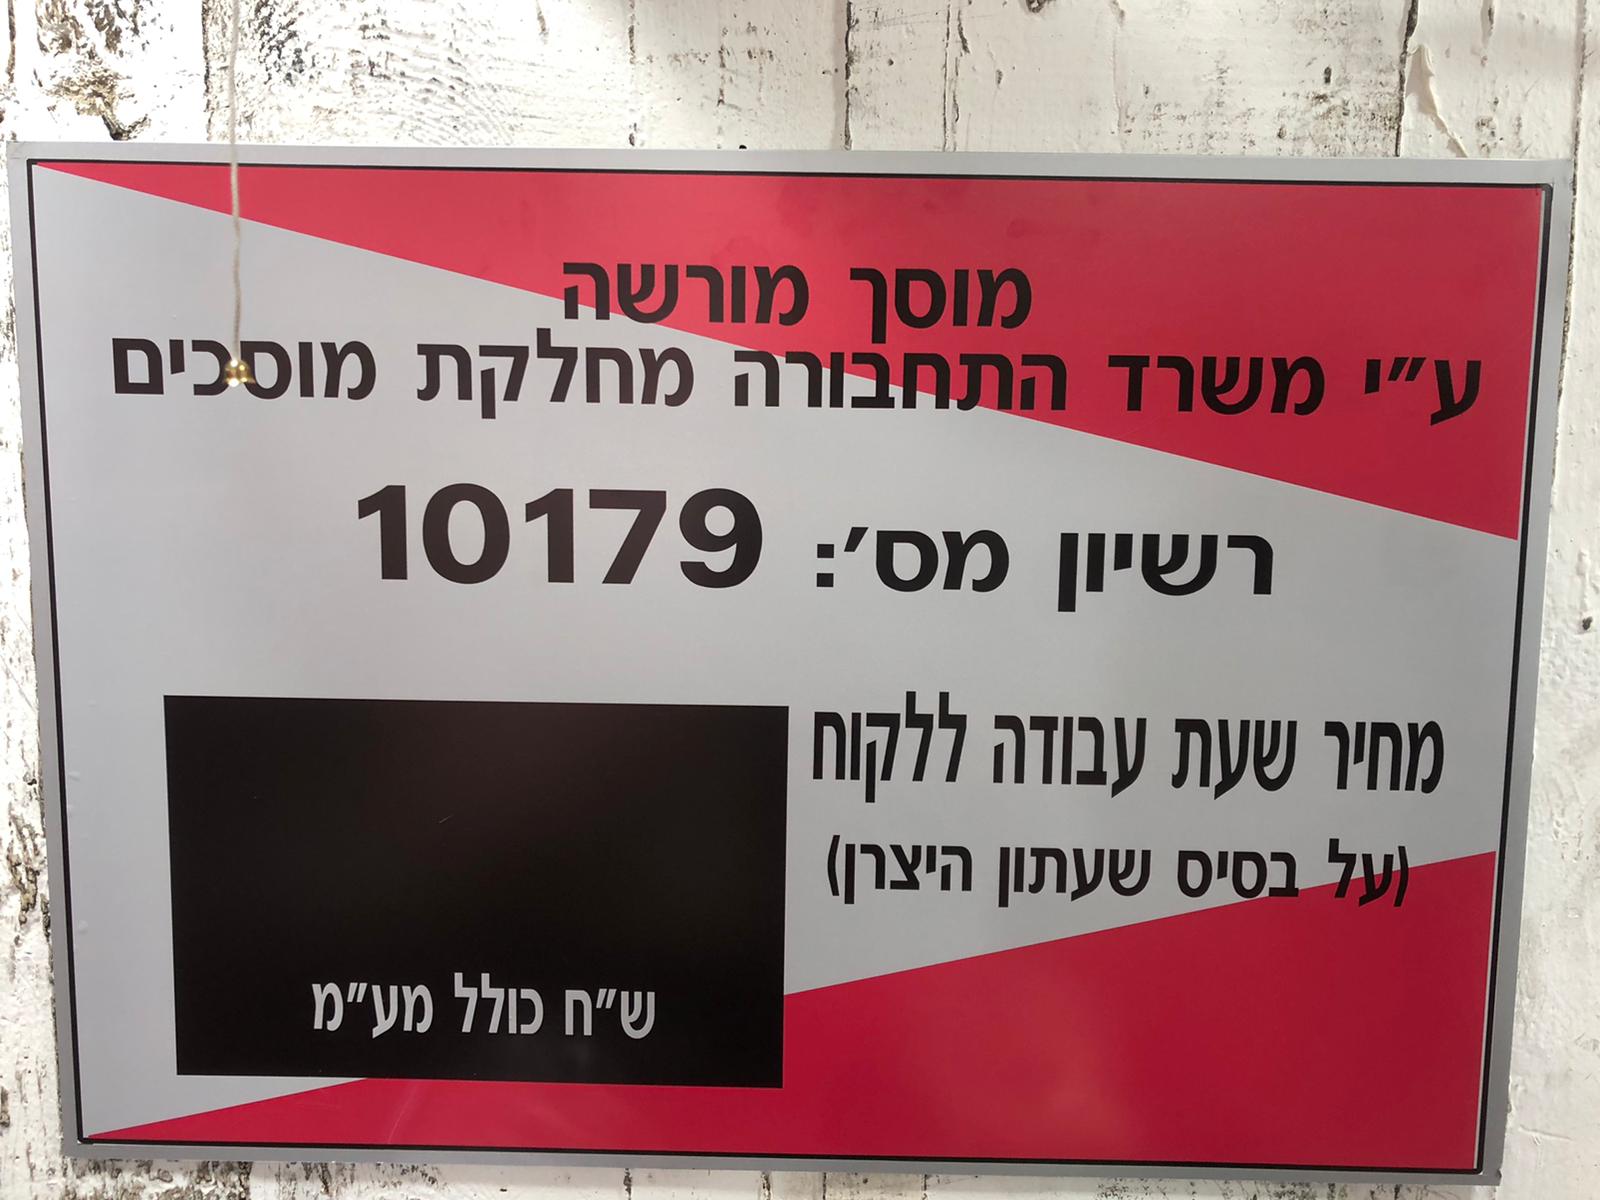 מוסך מורשה
ע״י משרד התחבורה מחלקת מוסכים
רשיון מס׳: 10179
מחיר שעת עבודה ללקוח
(על בסיס שעתון היצרן)
ש״ח כולל מע״מ